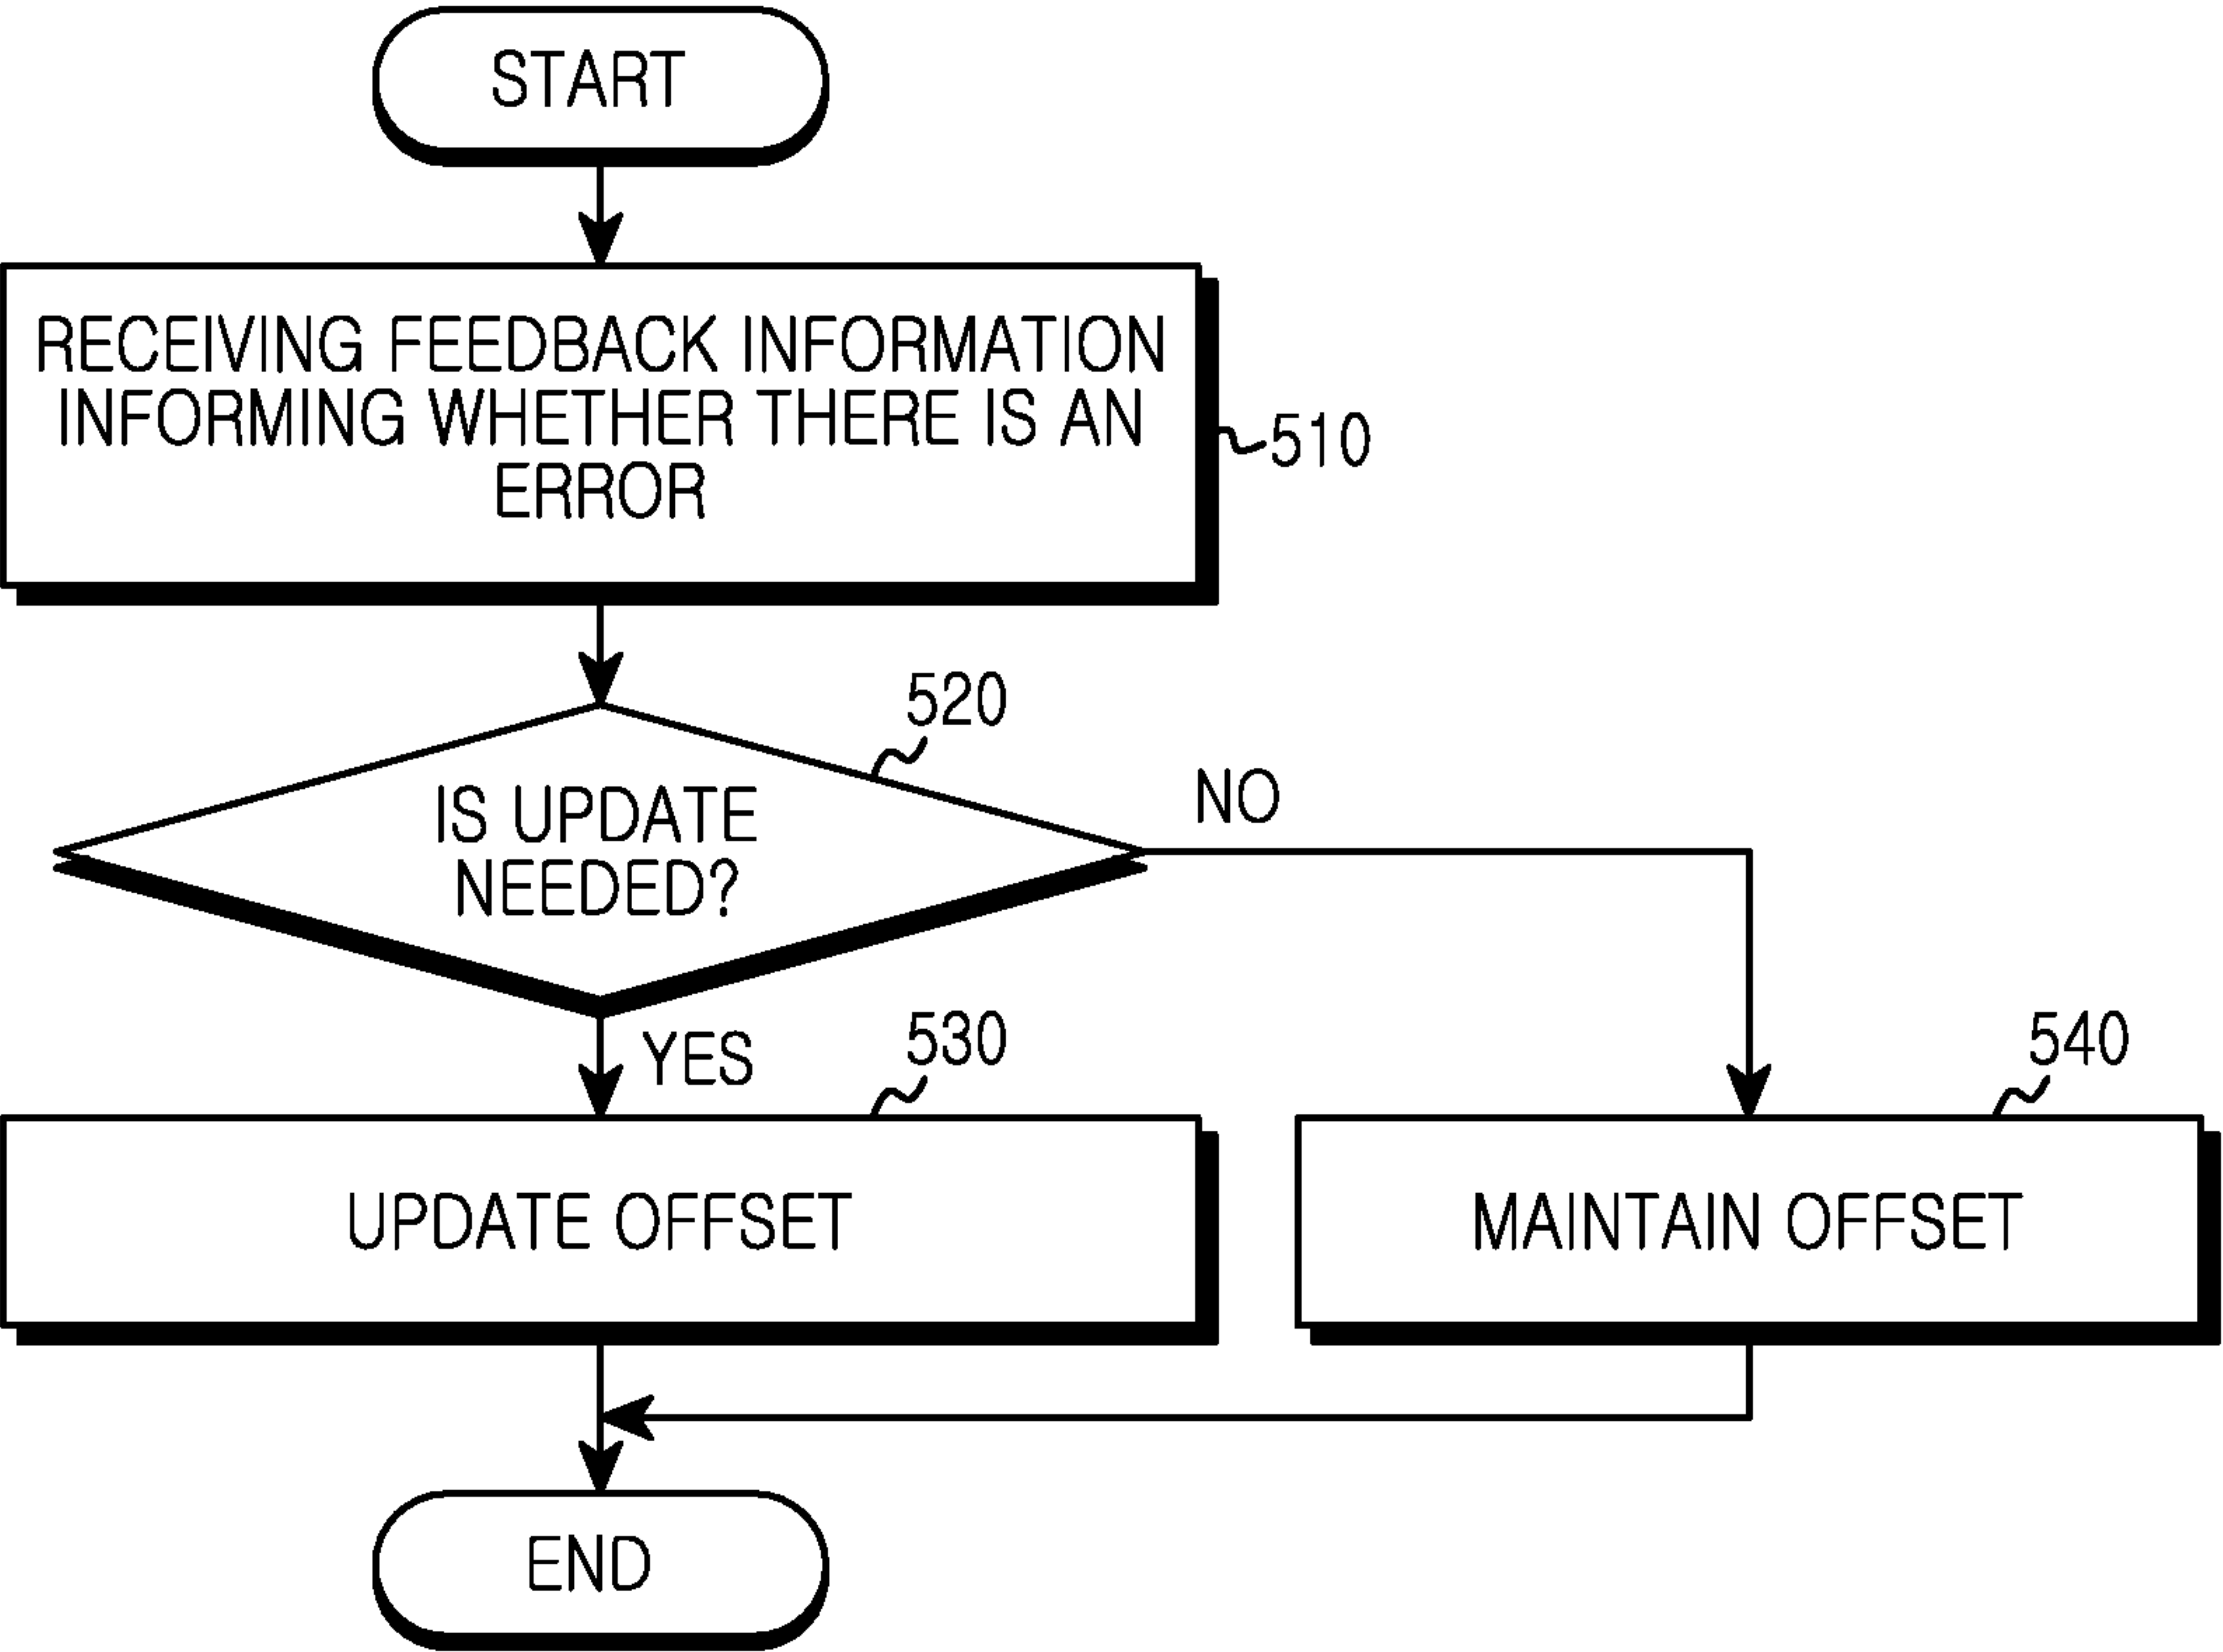 START
RECEIVING FEEDBACK INFORMATION
INFORMING WHETHER THERE IS AN
ERROR
510
520
IS UPDATE
NEEDED?
NO
YES
530
540
UPDATE OFFSET
MAINTAIN OFFSET
END